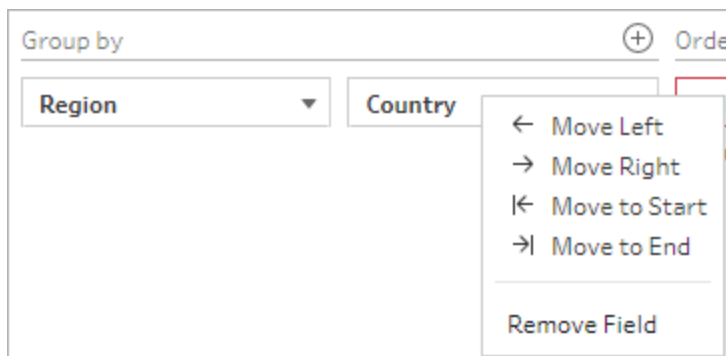 Group by
Orde
Region
Country
Move Left
Move Right
Move to Start
Move to End
Remove Field